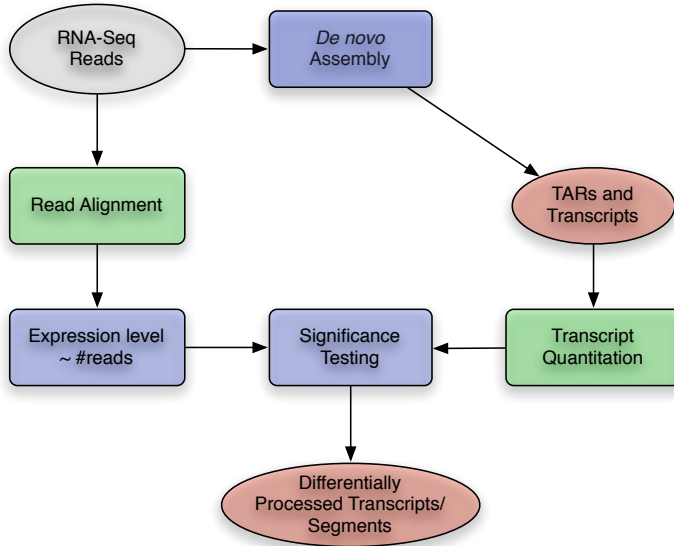 RNA-Seq
Reads
De novo
Assembly
Read Alignment
TARs and
Transcripts
Expression level
~ #reads
Significance
Testing
Transcript
Quantitation
Differentially
Processed Transcripts/
Segments